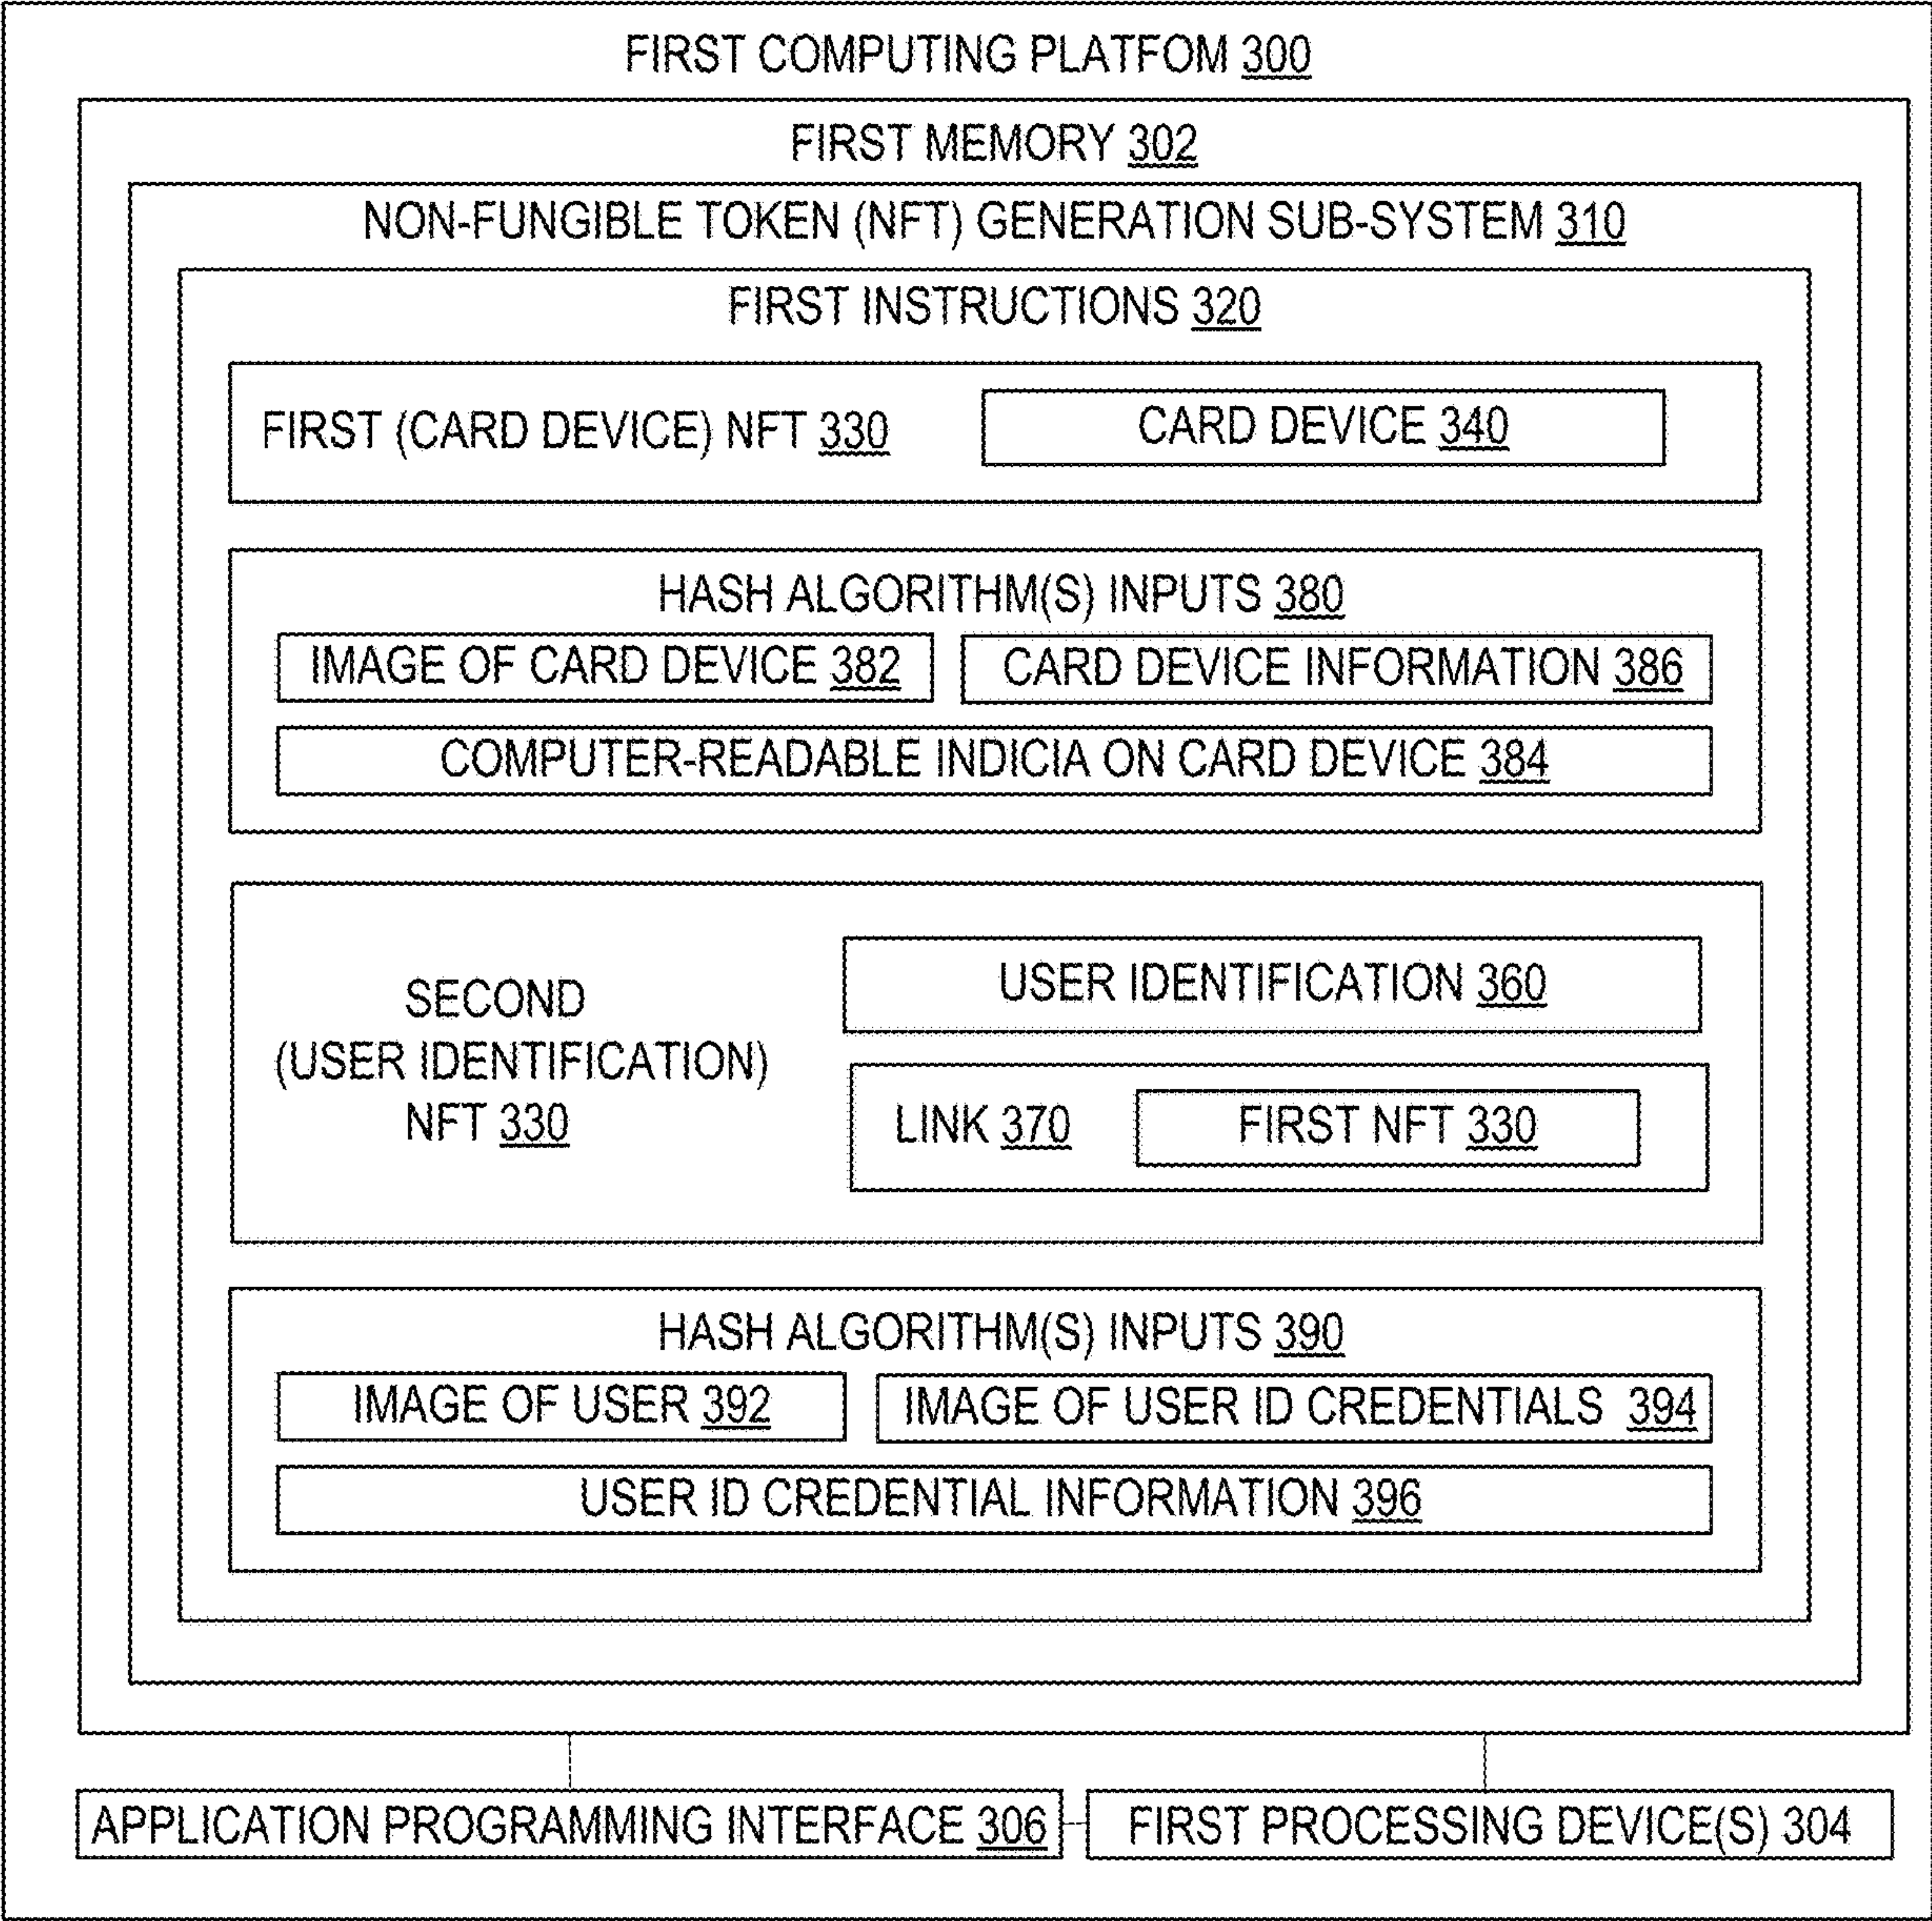 FIRST COMPUTING PLATFOM 300
FIRST MEMORY 302
NON-FUNGIBLE TOKEN (NFT) GENERATION SUB-SYSTEM 310
FIRST INSTRUCTIONS 320
FIRST (CARD DEVICE) NFT 330
CARD DEVICE 340
HASH ALGORITHM(S) INPUTS 380
IMAGE OF CARD DEVICE 382
CARD DEVICE INFORMATION 386
COMPUTER-READABLE INDICIA ON CARD DEVICE 384
SECOND
(USER IDENTIFICATION)
NFT 330
USER IDENTIFICATION 360
LINK 370
FIRST NFT 330
HASH ALGORITHM(S) INPUTS 390
IMAGE OF USER 392
IMAGE OF USER ID CREDENTIALS 394
USER ID CREDENTIAL INFORMATION 396
APPLICATION PROGRAMMING INTERFACE 306
FIRST PROCESSING DEVICE(S) 304